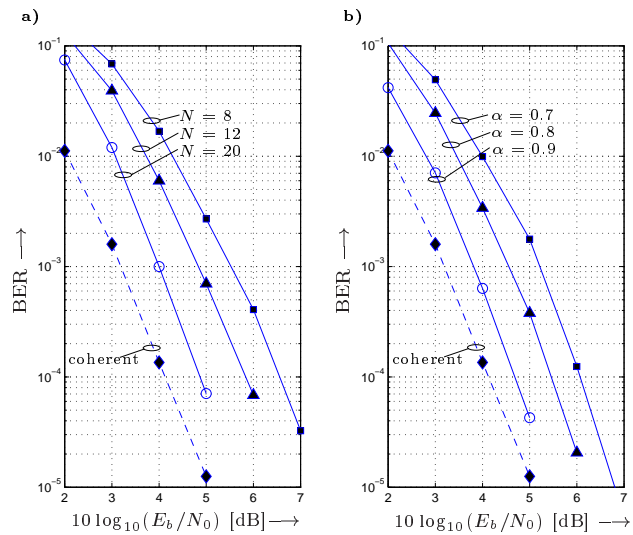 a)
10⁻¹
10⁻²
10⁻³
10⁻⁴
10⁻⁵
BER →
N = 8
N = 12
N = 20
coherent
2 3 4 5 6 7
10 log₁₀(E_b/N₀) [dB] →
b)
10⁻¹
10⁻²
10⁻³
10⁻⁴
10⁻⁵
BER →
α = 0.7
α = 0.8
α = 0.9
coherent
2 3 4 5 6 7
10 log₁₀(E_b/N₀) [dB] →